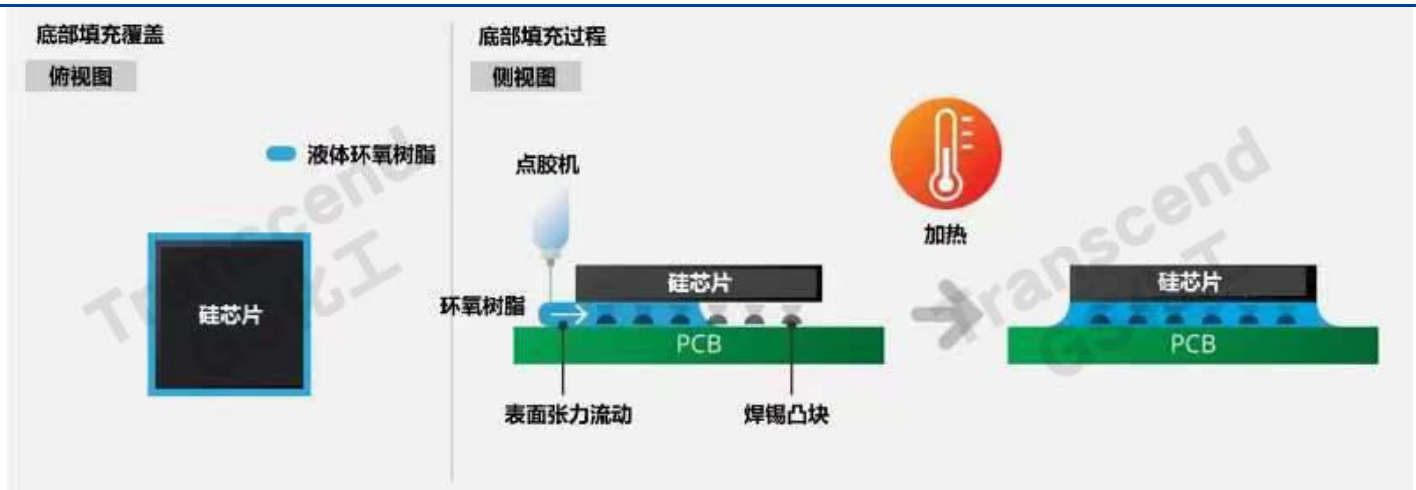 底部填充覆盖
俯视图
液体环氧树脂
硅芯片
底部填充过程
侧视图
点胶机
加热
硅芯片
环氧树脂
PCB
表面张力流动
焊锡凸块
硅芯片
PCB
Transcend
Transcend